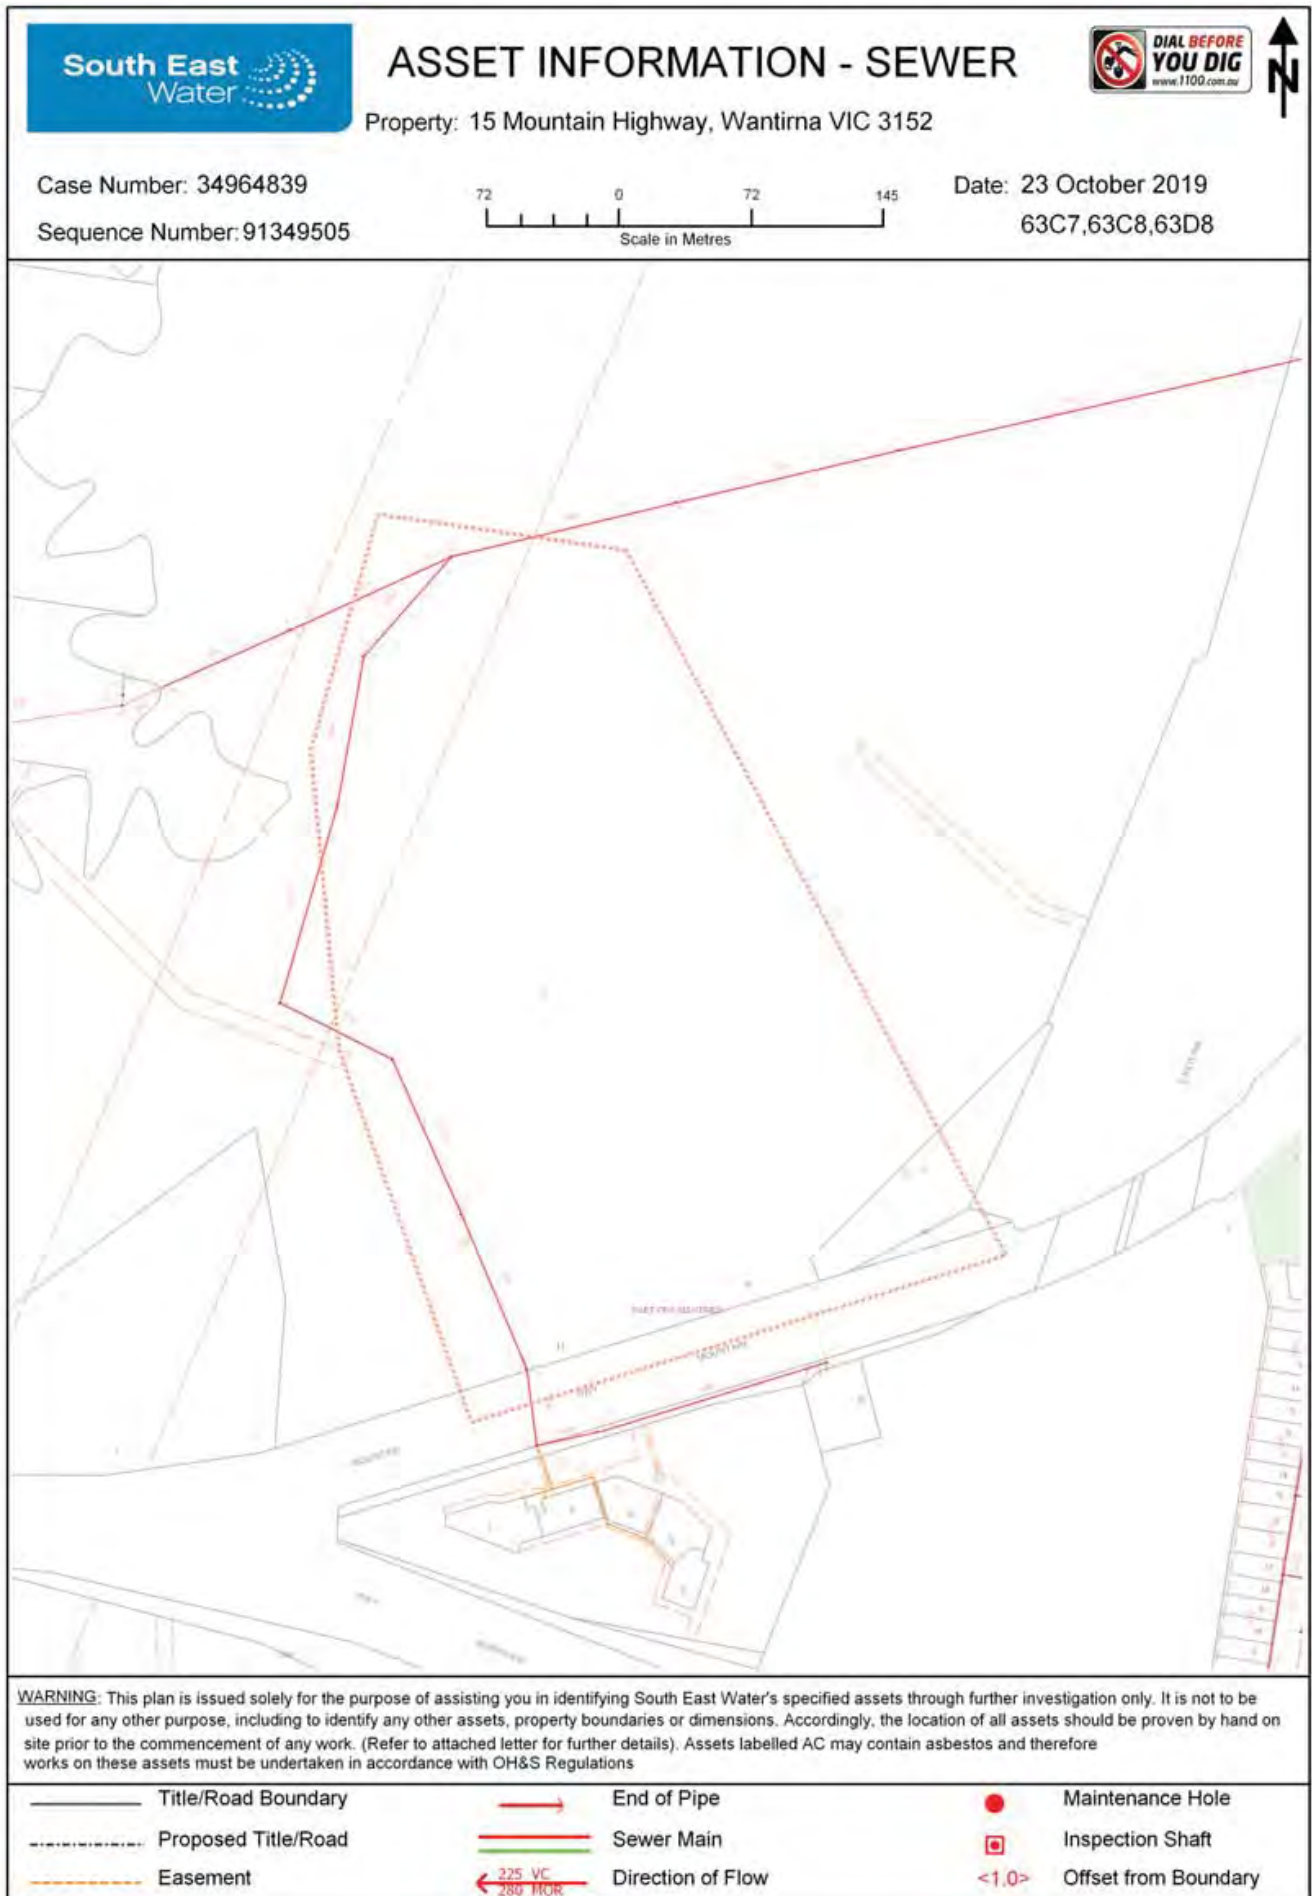 South East
Water
ASSET INFORMATION - SEWER
DIAL BEFORE
YOU DIG
www.1100.com.au
N
Property: 15 Mountain Highway, Wantirna VIC 3152
Case Number: 34964839
Sequence Number: 91349505
72 0 72 145
Scale in Metres
Date: 23 October 2019
63C7,63C8,63D8
MOUNTAIN
HWY
MOUNTAIN
WARNING: This plan is issued solely for the purpose of assisting you in identifying South East Water's specified assets through further investigation only. It is not to be
used for any other purpose, including to identify any other assets, property boundaries or dimensions. Accordingly, the location of all assets should be proven by hand on
site prior to the commencement of any work. (Refer to attached letter for further details). Assets labelled AC may contain asbestos and therefore
works on these assets must be undertaken in accordance with OH&S Regulations
Title/Road Boundary
End of Pipe
Maintenance Hole
Proposed Title/Road
Sewer Main
Inspection Shaft
Easement
225 VC
280 MOR
Direction of Flow
<1.0>
Offset from Boundary